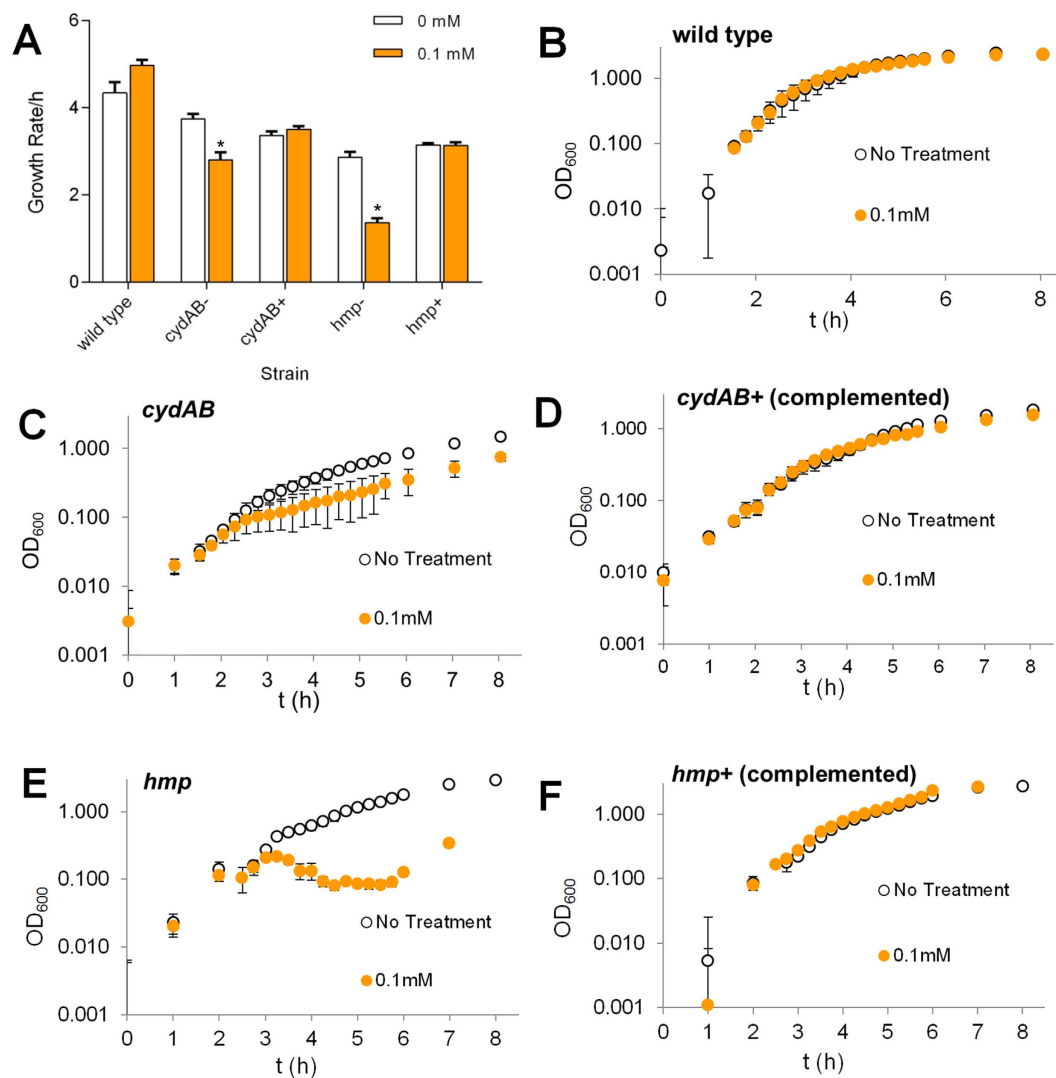 A
0 mM
0.1 mM
Growth Rate/h
6
4
2
0
wild type
cydAB-
cydAB+
hmp-
hmp+
*
*
Strain
B
wild type
OD600
1.000
0.100
0.010
0.001
No Treatment
0.1mM
0 2 4 6 8
t (h)
C
cydAB
OD600
1.000
0.100
0.010
0.001
No Treatment
0.1mM
0 1 2 3 4 5 6 7 8
t (h)
D
cydAB+ (complemented)
OD600
1.000
0.100
0.010
0.001
No Treatment
0.1mM
0 1 2 3 4 5 6 7 8
t (h)
E
hmp
OD600
1.000
0.100
0.010
0.001
No Treatment
0.1mM
0 1 2 3 4 5 6 7 8
t (h)
F
hmp+ (complemented)
OD600
1.000
0.100
0.010
0.001
No Treatment
0.1mM
0 1 2 3 4 5 6 7 8
t (h)